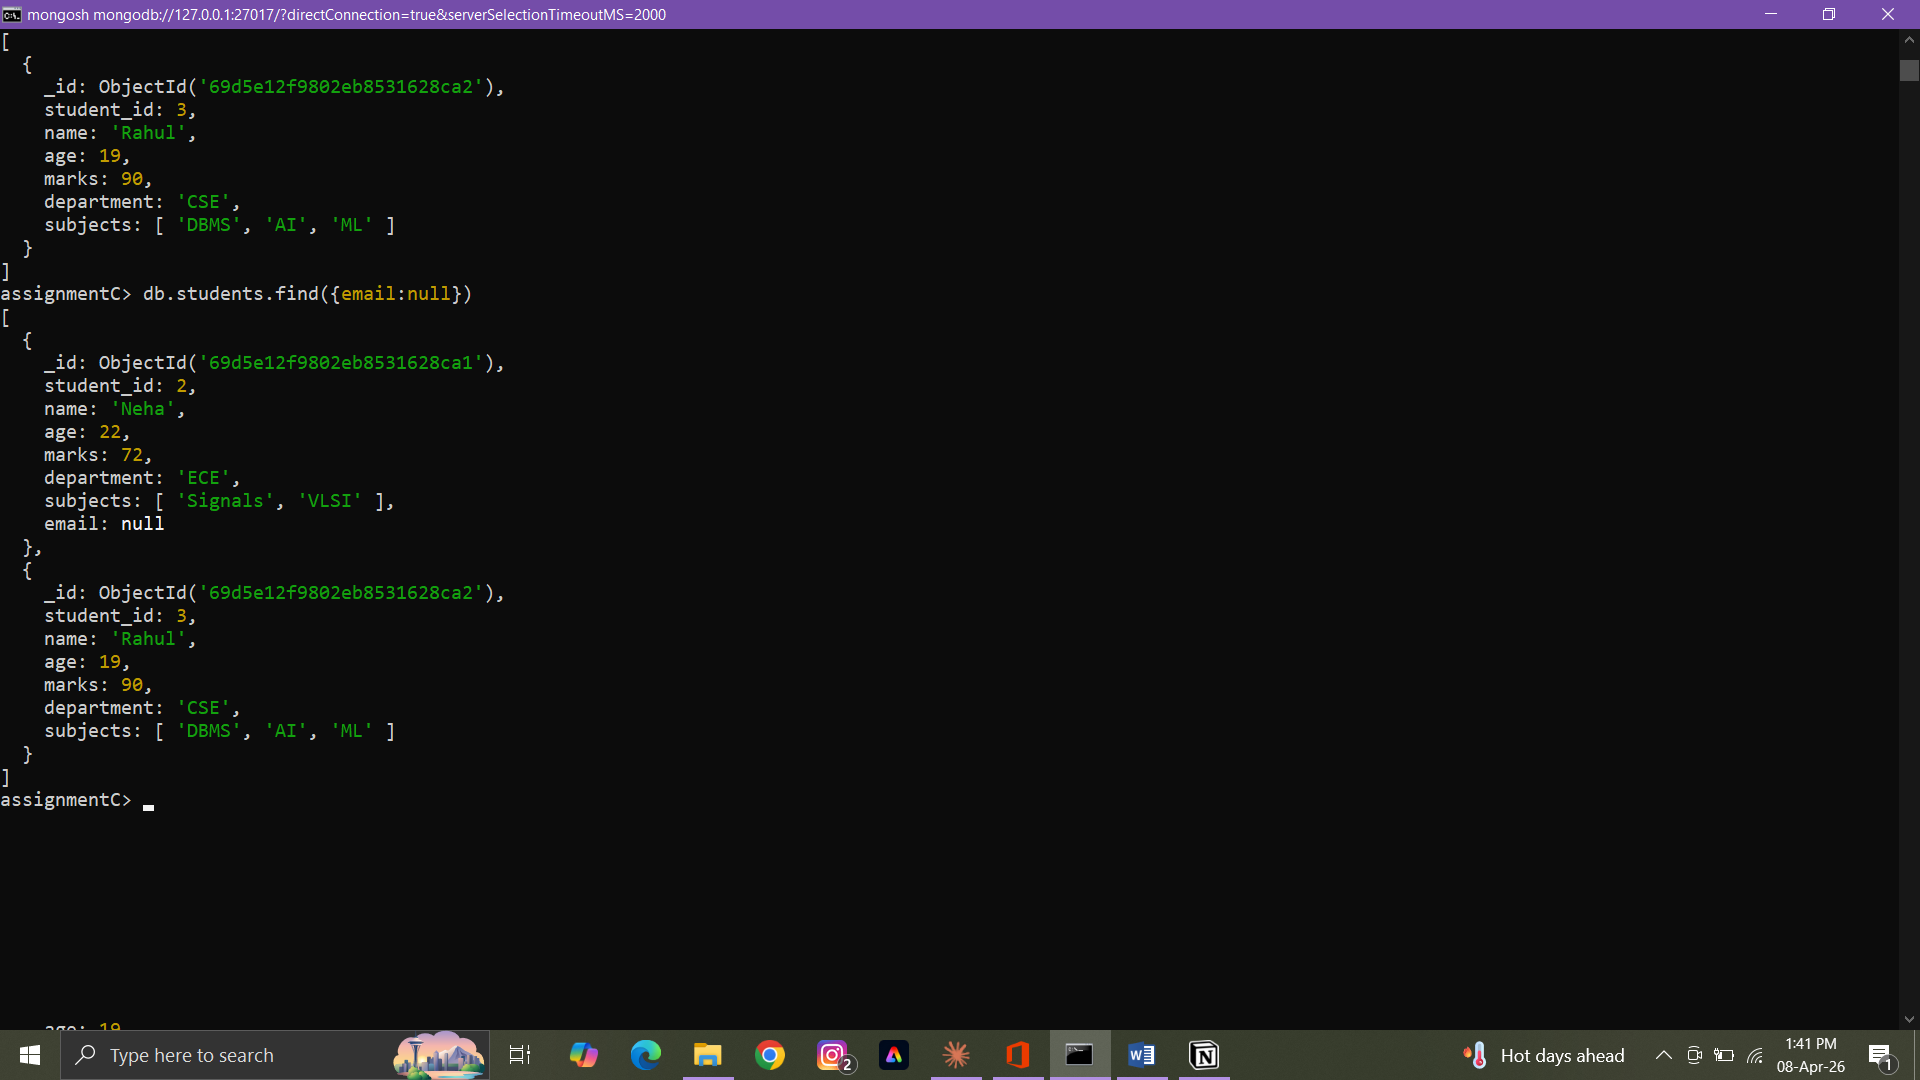 mongosh mongodb://127.0.0.1:27017/?directConnection=true&serverSelectionTimeoutMS=2000
[
  {
    _id: ObjectId('69d5e12f9802eb8531628ca2'),
    student_id: 3,
    name: 'Rahul',
    age: 19,
    marks: 90,
    department: 'CSE',
    subjects: [ 'DBMS', 'AI', 'ML' ]
  }
]
assignmentC> db.students.find({email:null})
[
  {
    _id: ObjectId('69d5e12f9802eb8531628ca1'),
    student_id: 2,
    name: 'Neha',
    age: 22,
    marks: 72,
    department: 'ECE',
    subjects: [ 'Signals', 'VLSI' ],
    email: null
  },
  {
    _id: ObjectId('69d5e12f9802eb8531628ca2'),
    student_id: 3,
    name: 'Rahul',
    age: 19,
    marks: 90,
    department: 'CSE',
    subjects: [ 'DBMS', 'AI', 'ML' ]
  }
]
assignmentC>
    age: 19
Type here to search
2
Hot days ahead
1:41 PM
08-Apr-26
1